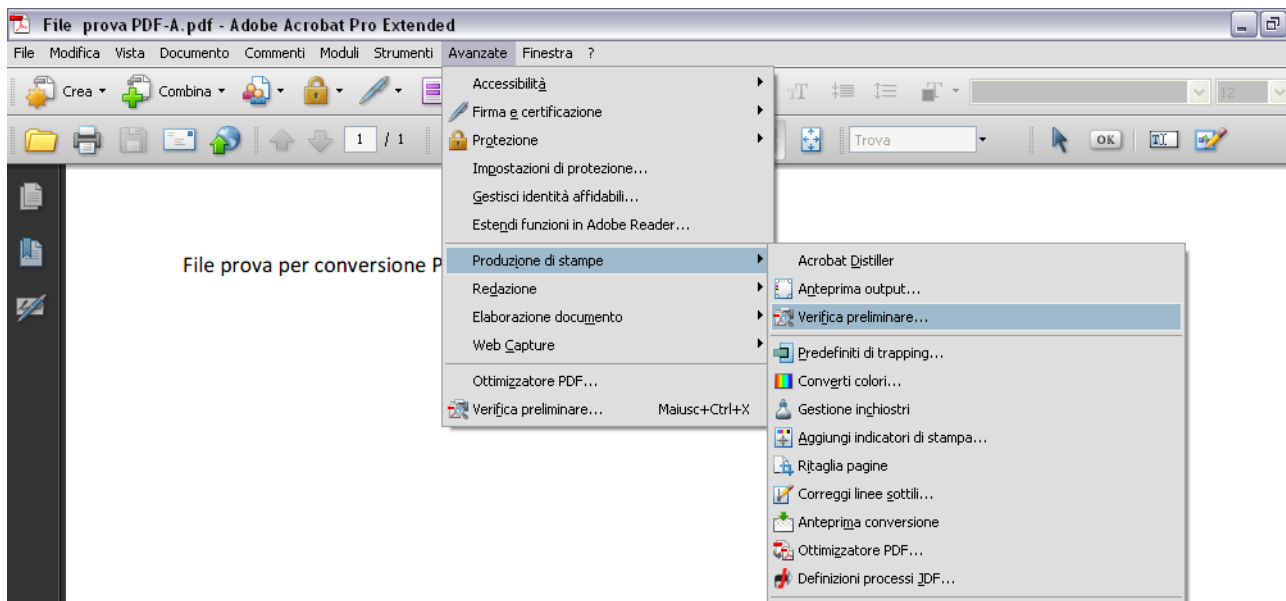 File prova PDF-A.pdf - Adobe Acrobat Pro Extended
File Modifica Vista Documento Commenti Moduli Strumenti Avanzate Finestra ?
Crea Combina 12
1 / 1 Trova OK
File prova per conversione P
Accessibilità
Firma e certificazione
Protezione
Impostazioni di protezione...
Gestisci identità affidabili...
Estendi funzioni in Adobe Reader...
Produzione di stampe
Redazione
Elaborazione documento
Web Capture
Ottimizzatore PDF...
Verifica preliminare... Maiusc+Ctrl+X
Acrobat Distiller
Anteprima output...
Verifica preliminare...
Predefiniti di trapping...
Converti colori...
Gestione inchiostri
Aggiungi indicatori di stampa...
Ritaglia pagine
Correggi linee sottili...
Anteprima conversione
Ottimizzatore PDF...
Definizioni processi JDF...